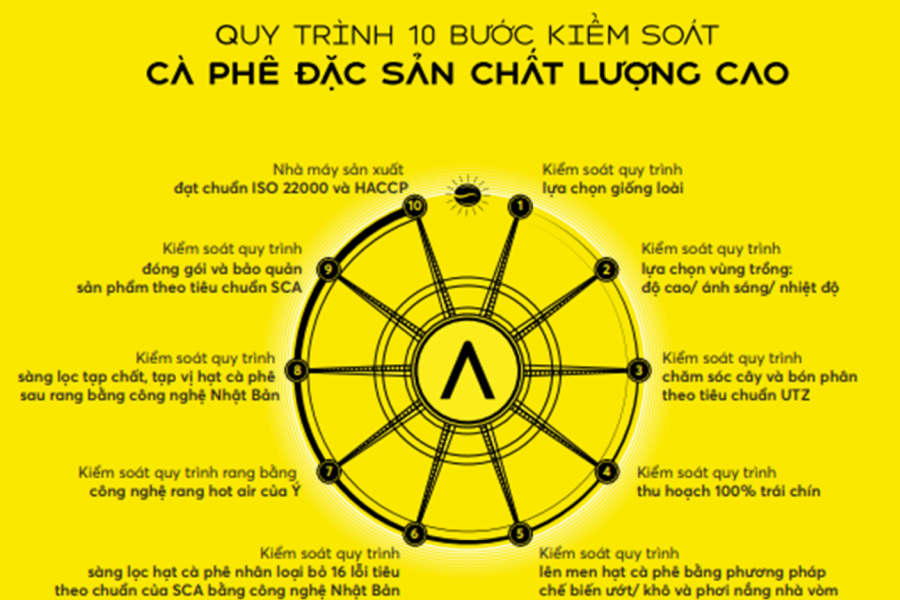 QUY TRÌNH 10 BƯỚC KIỂM SOÁT
CÀ PHÊ ĐẶC SẢN CHẤT LƯỢNG CAO
1
Kiểm soát quy trình
lựa chọn giống loài
2
Kiểm soát quy trình
lựa chọn vùng trồng:
độ cao/ ánh sáng/ nhiệt độ
3
Kiểm soát quy trình
chăm sóc cây và bón phân
theo tiêu chuẩn UTZ
4
Kiểm soát quy trình
thu hoạch 100% trái chín
5
Kiểm soát quy trình
lên men hạt cà phê bằng phương pháp
chế biến ướt/ khô và phơi nắng nhà vòm
6
Kiểm soát quy trình
sàng lọc hạt cà phê nhân loại bỏ 16 lỗi tiêu
theo chuẩn của SCA bằng công nghệ Nhật Bản
7
Kiểm soát quy trình rang bằng
công nghệ rang hot air của Ý
8
Kiểm soát quy trình
sàng lọc tạp chất, tạp vị hạt cà phê
sau rang bằng công nghệ Nhật Bản
9
Kiểm soát quy trình
đóng gói và bảo quản
sản phẩm theo tiêu chuẩn SCA
10
Nhà máy sản xuất
đạt chuẩn ISO 22000 và HACCP